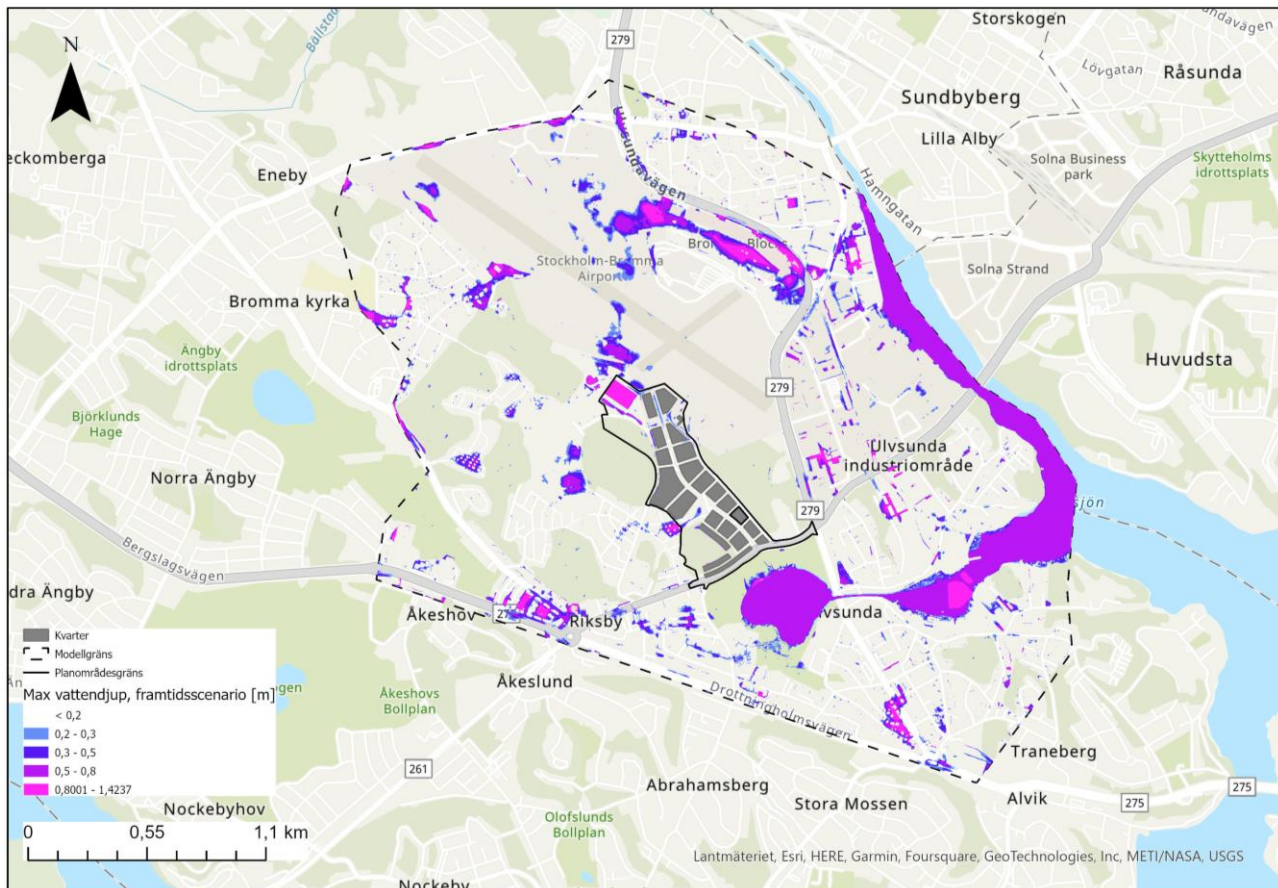 Storskogen
Bällsta
279
Lövgatan
Råsunda
N
Sundbyberg
Lilla Alby
eckomberga
Solna Business
park
Skytteholms
idrottsplats
Eneby
Ulvsundavägen
Hamngatan
Stockholm-Bromma
Airport
Solna Strand
Bromma kyrka
Ängby
idrottsplats
Huvudsta
279
Björklunds
Hage
Ulvsunda
industriområde
Norra Ängby
279
sjön
Bergslagsvägen
dra Ängby
Åkeshov
Riksby
vsunda
Kvarter
Modellgräns
Planområdesgräns
Max vattendjup, framtidsscenario [m]
< 0,2
0,2 - 0,3
0,3 - 0,5
0,5 - 0,8
0,8001 - 1,4237
Åkeslund
Åkeshovs
Bollplan
Drottningholmsvägen
Traneberg
261
Abrahamsberg
Stora Mossen
Alvik
275
275
Nockebyhov
0 0,55 1,1 km
Olofslunds
Bollplan
Lantmäteriet, Esri, HERE, Garmin, Foursquare, GeoTechnologies, Inc, METI/NASA, USGS
Nockeby